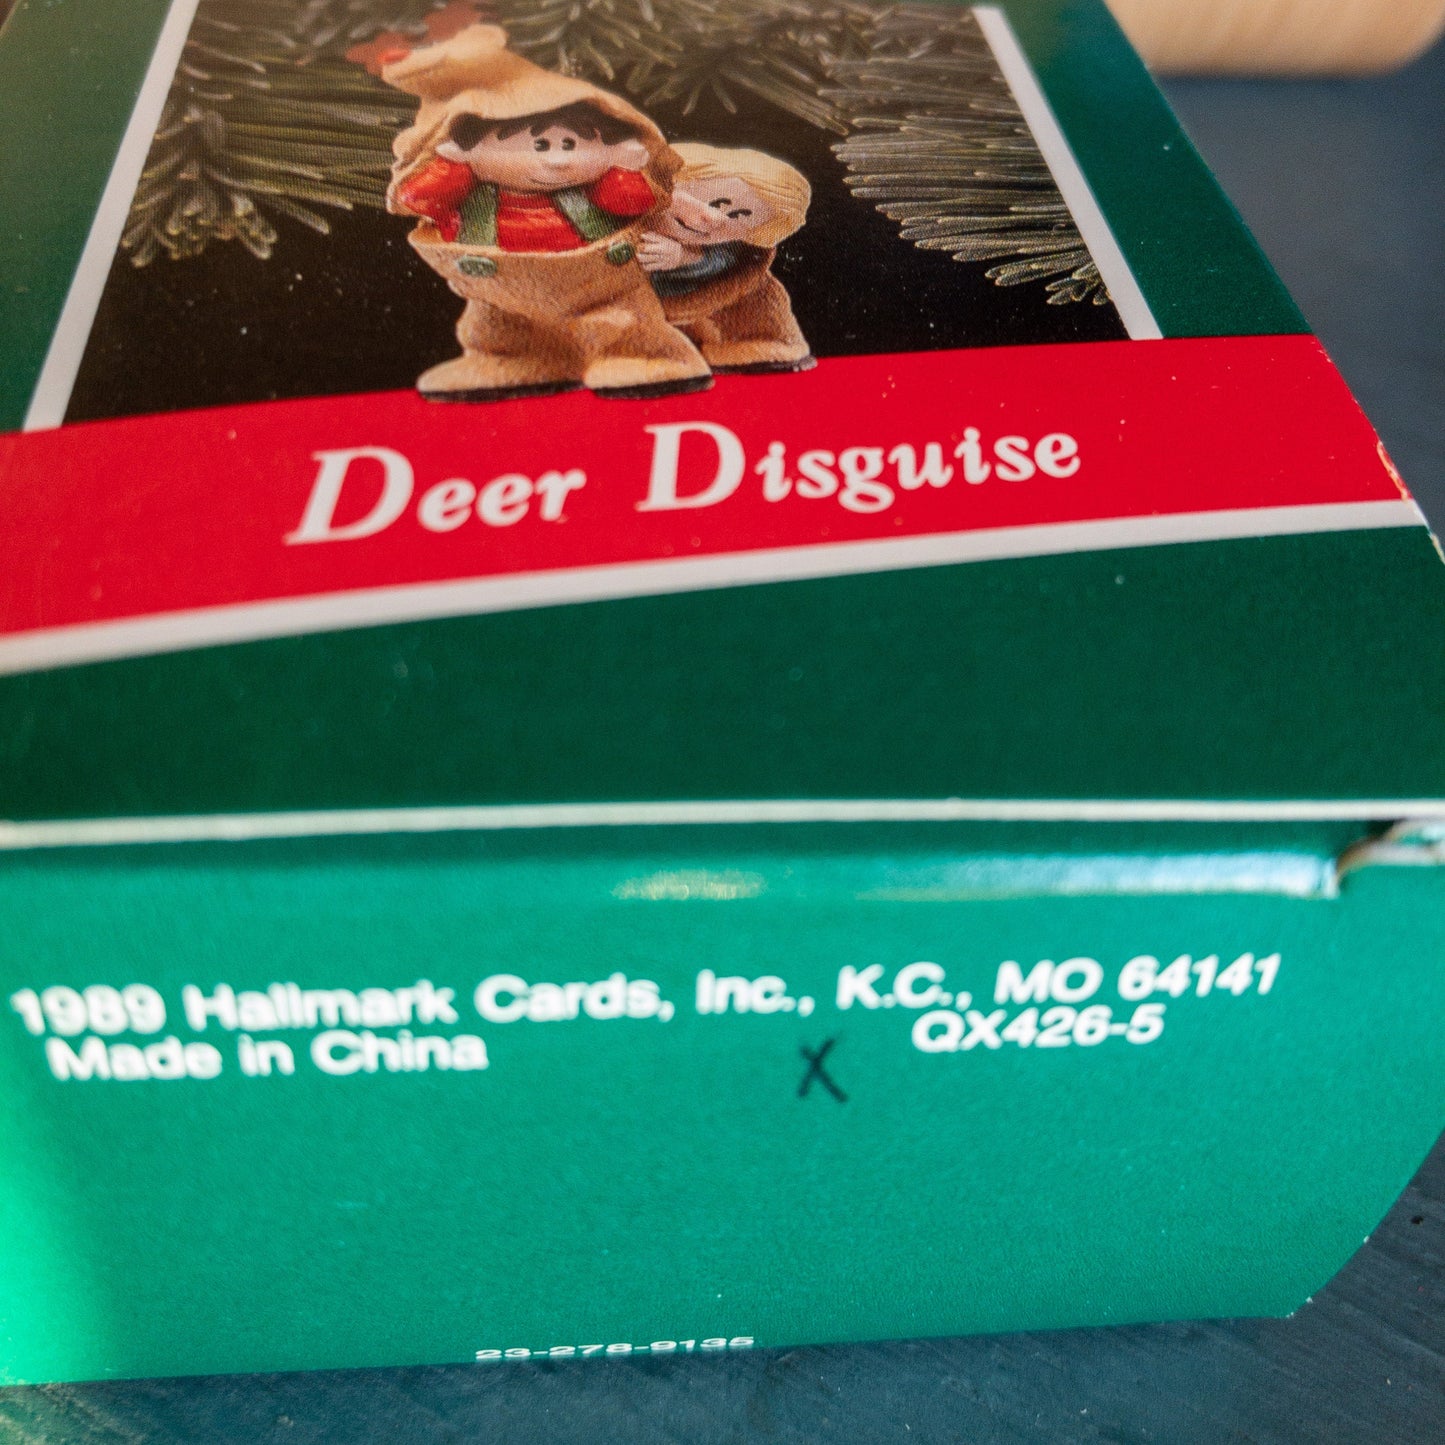 Deer Disguise
1989 Hallmark Cards, Inc., K.C., MO 64141
Made in China X QX426-5
23-278-9135